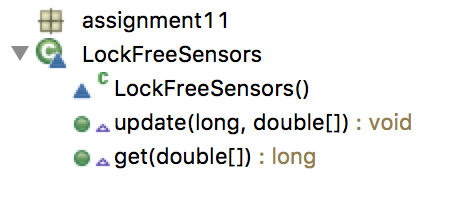 assignment11
LockFreeSensors
C LockFreeSensors()
update(long, double[]) : void
get(double[]) : long